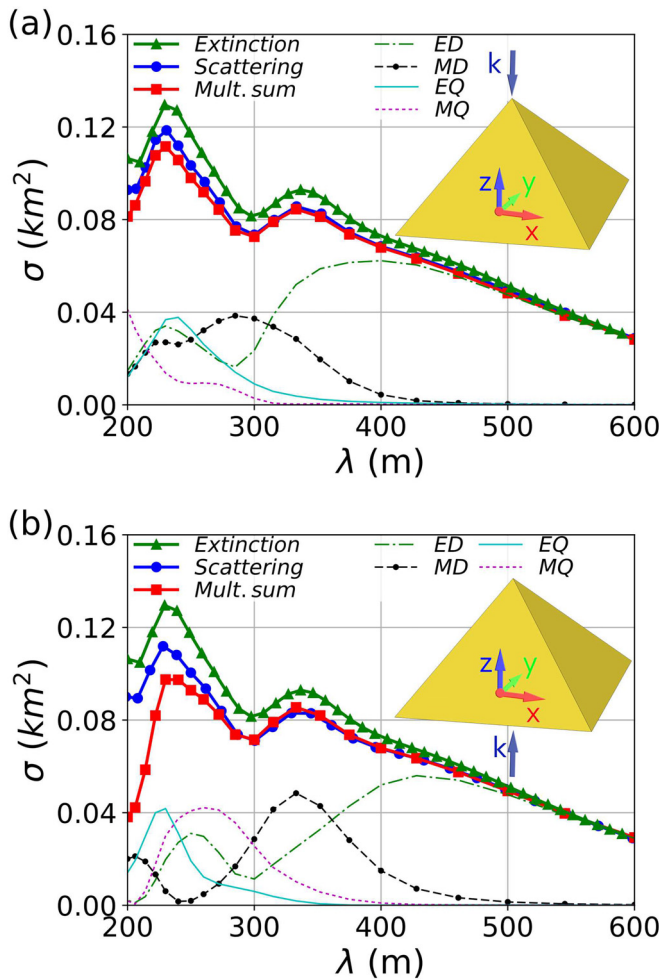 (a)
0.16
0.12
0.08
0.04
0.00
σ (km²)
Extinction
Scattering
Mult. sum
ED
MD
EQ
MQ
k
z
y
x
200 300 400 500 600
λ (m)
(b)
0.16
0.12
0.08
0.04
0.00
σ (km²)
Extinction
Scattering
Mult. sum
ED EQ
MD MQ
z
y
x
k
200 300 400 500 600
λ (m)